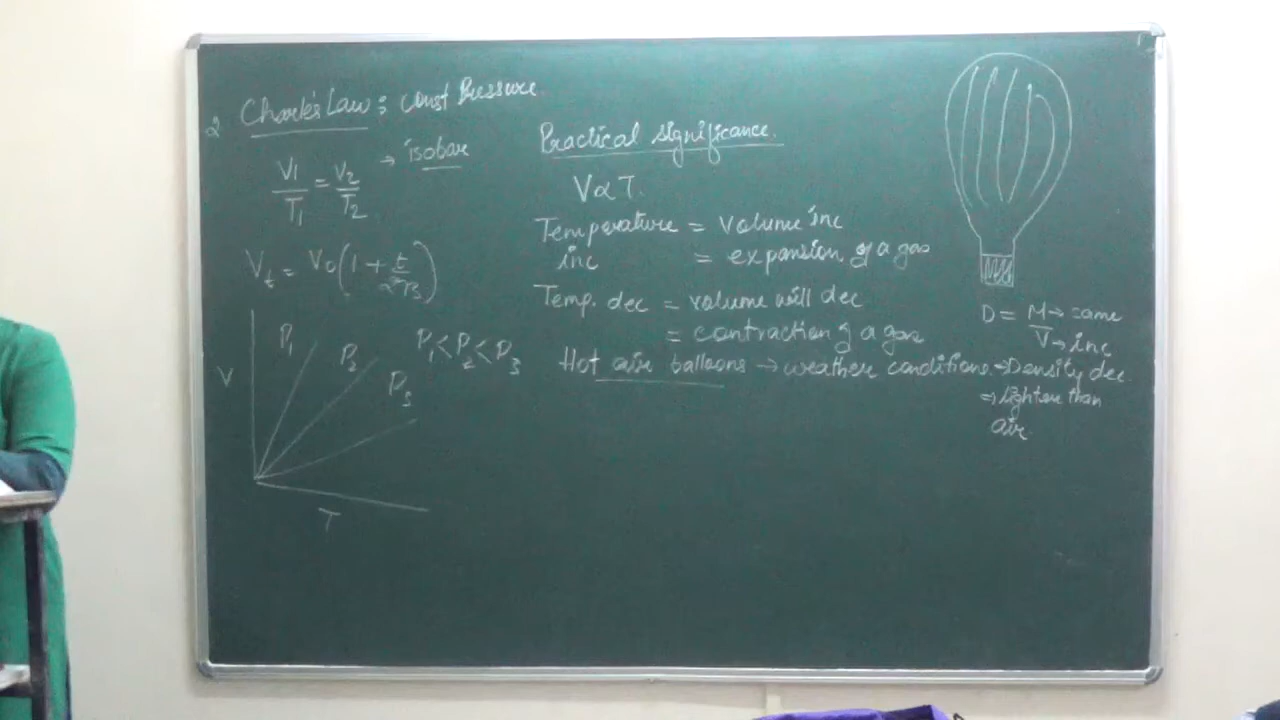 2 Charle's Law : const Pressure.
V1/T1 = V2/T2 → isobar
Vt = V0(1 + t/273)
P1
P2
P3
P1<P2<P3
V
T
Practical significance.
V∝T.
Temperature inc = volume inc
= expansion of a gas
Temp. dec = volume will dec
= contraction of a gas
Hot air balloons → weather conditions.
D = M→same/V→inc
⇒ Density dec
⇒ lighter than
air.